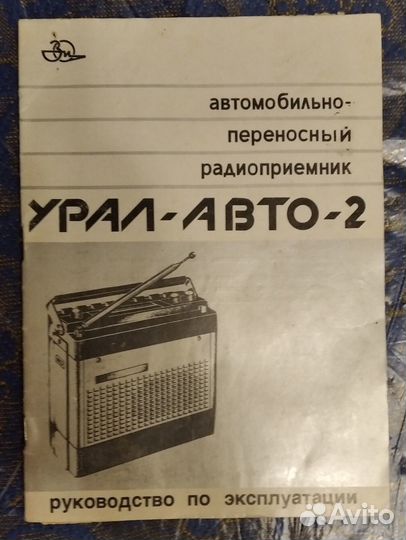 автомобильно-
переносный
радиоприемник
УРАЛ-АВТО-2
руководство по эксплуатации
Avito